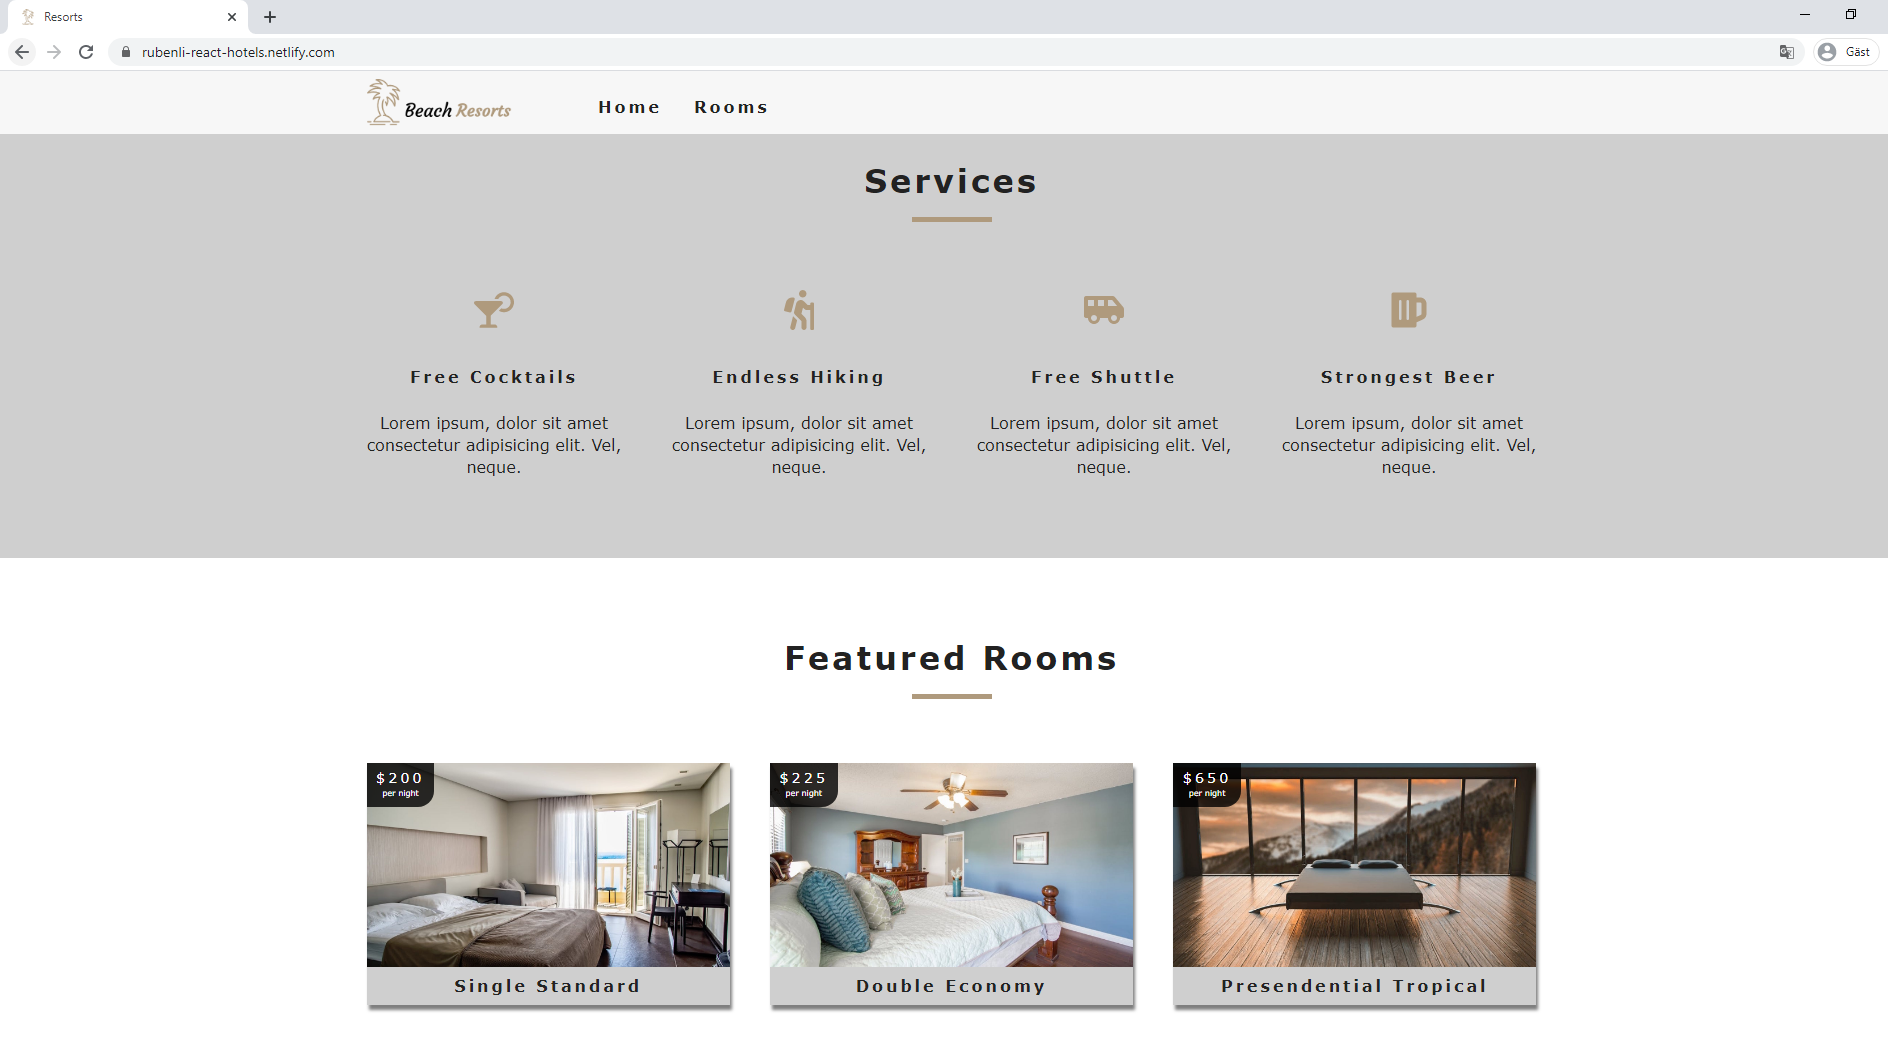 Resorts
rubenli-react-hotels.netlify.com
Gäst
Beach Resorts
Home
Rooms
Services
Free Cocktails
Lorem ipsum, dolor sit amet
consectetur adipisicing elit. Vel,
neque.
Endless Hiking
Lorem ipsum, dolor sit amet
consectetur adipisicing elit. Vel,
neque.
Free Shuttle
Lorem ipsum, dolor sit amet
consectetur adipisicing elit. Vel,
neque.
Strongest Beer
Lorem ipsum, dolor sit amet
consectetur adipisicing elit. Vel,
neque.
Featured Rooms
$200
per night
Single Standard
$225
per night
Double Economy
$650
per night
Presendential Tropical